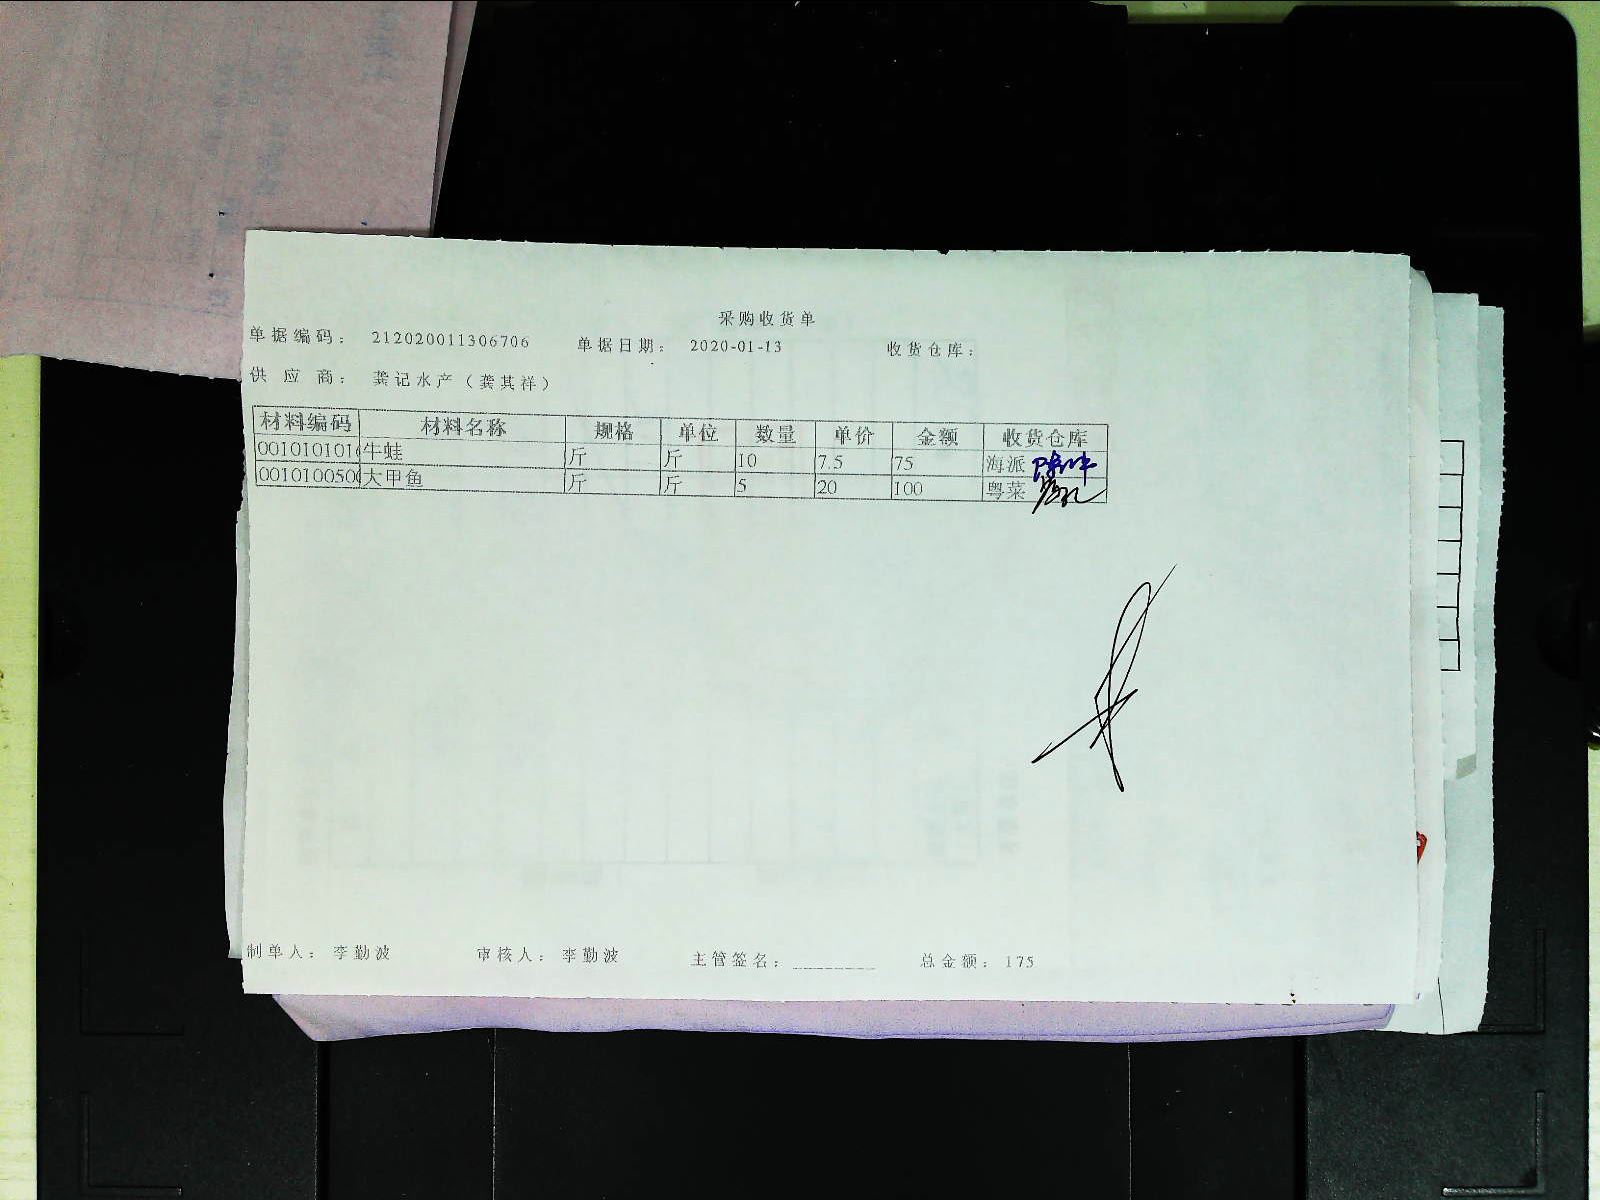 采购收货单
单据编码： 212020011306706 单据日期： 2020-01-13 收货仓库：
供 应 商： 龚记水产（龚其祥）
材料编码 材料名称 规格 单位 数量 单价 金额 收货仓库
001010101 牛蛙 斤 斤 10 7.5 75 海派
001010050 大甲鱼 斤 斤 5 20 100 粤菜
制单人： 李勤波 审核人： 李勤波 主管签名： 总金额： 175